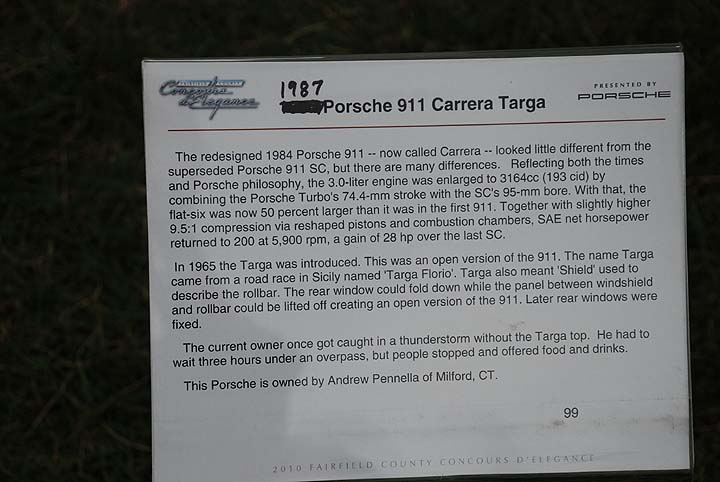 FAIRFIELD COUNTY
Concours
d'Elegance
1987
Porsche 911 Carrera Targa
PRESENTED BY
PORSCHE
The redesigned 1984 Porsche 911 -- now called Carrera -- looked little different from the
superseded Porsche 911 SC, but there are many differences. Reflecting both the times
and Porsche philosophy, the 3.0-liter engine was enlarged to 3164cc (193 cid) by
combining the Porsche Turbo's 74.4-mm stroke with the SC's 95-mm bore. With that, the
flat-six was now 50 percent larger than it was in the first 911. Together with slightly higher
9.5:1 compression via reshaped pistons and combustion chambers, SAE net horsepower
returned to 200 at 5,900 rpm, a gain of 28 hp over the last SC.
In 1965 the Targa was introduced. This was an open version of the 911. The name Targa
came from a road race in Sicily named 'Targa Florio'. Targa also meant 'Shield' used to
describe the rollbar. The rear window could fold down while the panel between windshield
and rollbar could be lifted off creating an open version of the 911. Later rear windows were
fixed.
The current owner once got caught in a thunderstorm without the Targa top. He had to
wait three hours under an overpass, but people stopped and offered food and drinks.
This Porsche is owned by Andrew Pennella of Milford, CT.
99
2010 FAIRFIELD COUNTY CONCOURS D'ELEGANCE